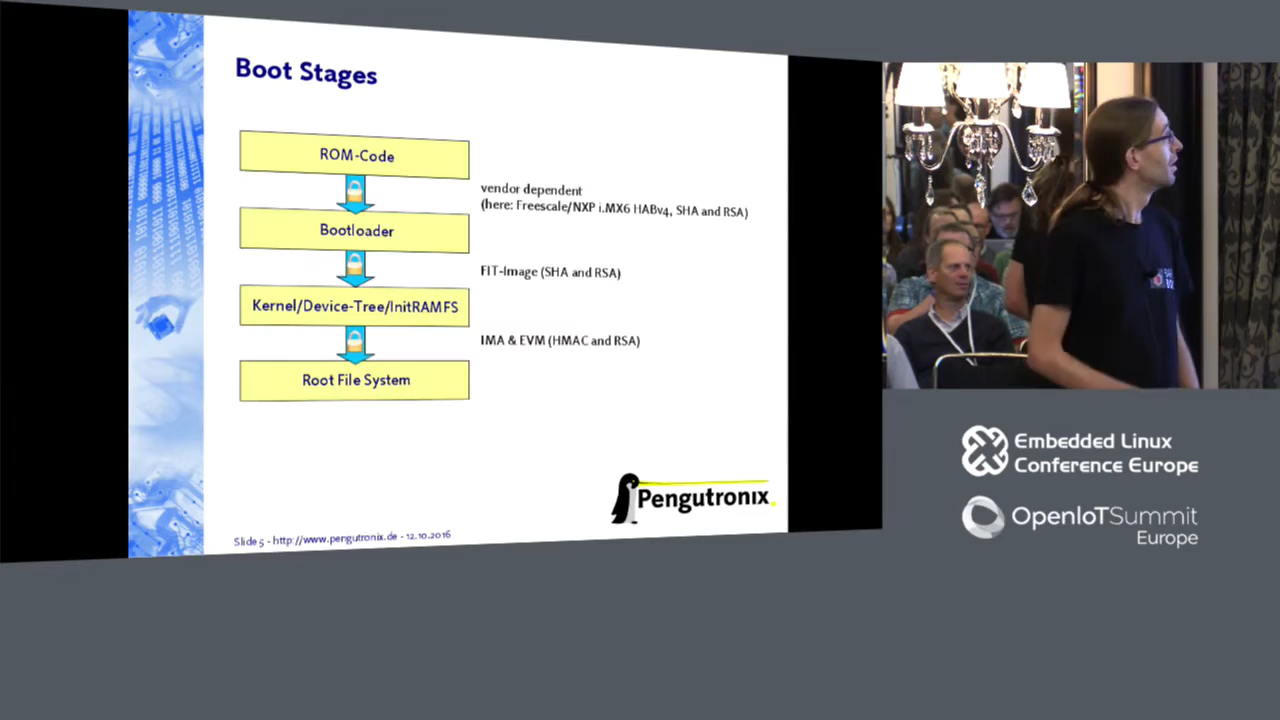 Boot Stages
ROM-Code
vendor dependent
(here: Freescale/NXP i.MX6 HABv4, SHA and RSA)
Bootloader
FIT-Image (SHA and RSA)
Kernel/Device-Tree/InitRAMFS
IMA & EVM (HMAC and RSA)
Root File System
Pengutronix.
Slide 5 - http://www.pengutronix.de - 12.10.2016
Embedded Linux
Conference Europe
OpenIoTSummit
Europe